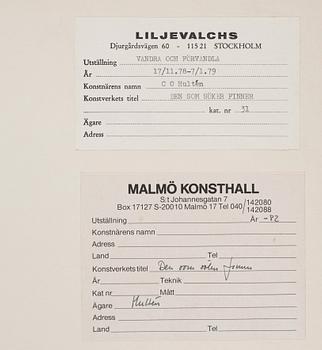 LILJEVALCHS
Djurgårdsvägen 60 - 115 21 STOCKHOLM
Utställning VANDRA OCH FÖRVANDLA
År 17/11.78-7/1.79
Konstnärens namn C O Hultén
Konstverkets titel DEN SOM SÖKER FINNER
kat. nr 31
Ägare
Adress
MALMÖ KONSTHALL
S:t Johannesgatan 7 142080
Box 17127 S-20010 Malmö 17 Tel 040/142088
Utställning År -82
Konstnärens namn
Adress
Land Tel
Konstverkets titel Den som söker finner
År Teknik
Kat nr Mått
Ägare Hultén
Adress
Land Tel